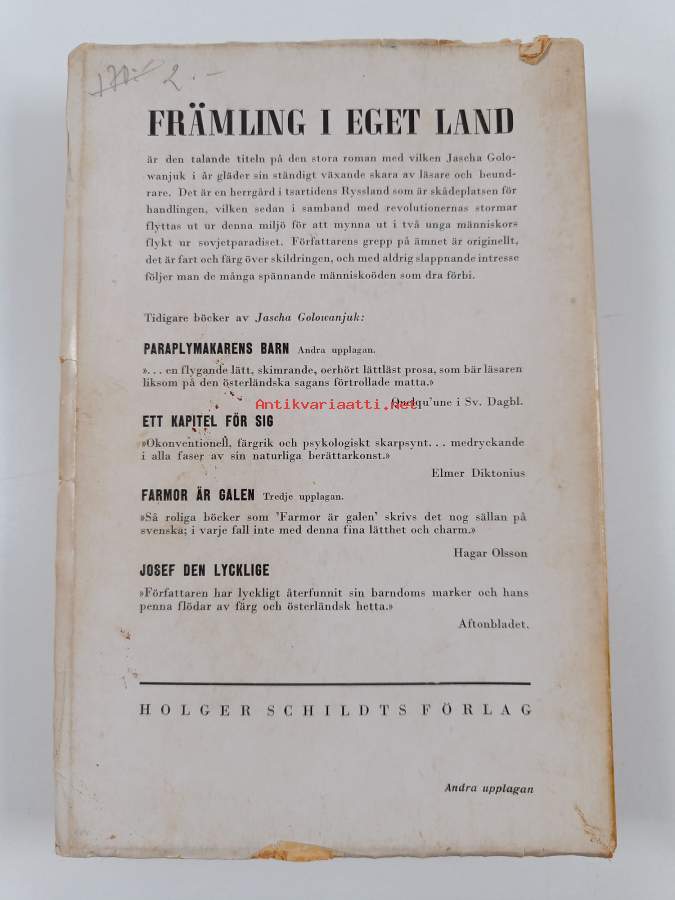 2.-
FRÄMLING I EGET LAND
är den talande titeln på den stora roman med vilken Jascha Golo-
wanjuk i år gläder sin ständigt växande skara av läsare och beund-
rare. Det är en herrgård i tsartidens Ryssland som är skådeplatsen för
handlingen, vilken sedan i samband med revolutionernas stormar
flyttas ut ur denna miljö för att mynna ut i två unga människors
flykt ur sovjetparadiset. Författarens grepp på ämnet är originellt,
det är fart och färg över skildringen, och med aldrig slappnande intresse
följer man de många spännande människoöden som dra förbi.
Tidigare böcker av Jascha Golowanjuk:
PARAPLYMAKARENS BARN Andra upplagan.
»... en flygande lätt, skimrande, oerhört lättläst prosa, som bär läsaren
liksom på den österländska sagans förtrollade matta.»
Quelqu'une i Sv. Dagbl.
Antikvariaatti.net
ETT KAPITEL FÖR SIG
»Okonventionell, färgrik och psykologiskt skarpsynt... medryckande
i alla faser av sin naturliga berättarkonst.»
Elmer Diktonius
FARMOR ÄR GALEN Tredje upplagan.
»Så roliga böcker som 'Farmor är galen' skrivs det nog sällan på
svenska; i varje fall inte med denna fina lätthet och charm.»
Hagar Olsson
JOSEF DEN LYCKLIGE
»Författaren har lyckligt återfunnit sin barndoms marker och hans
penna flödar av färg och österländsk hetta.»
Aftonbladet.
HOLGER SCHILDTS FÖRLAG
Andra upplagan